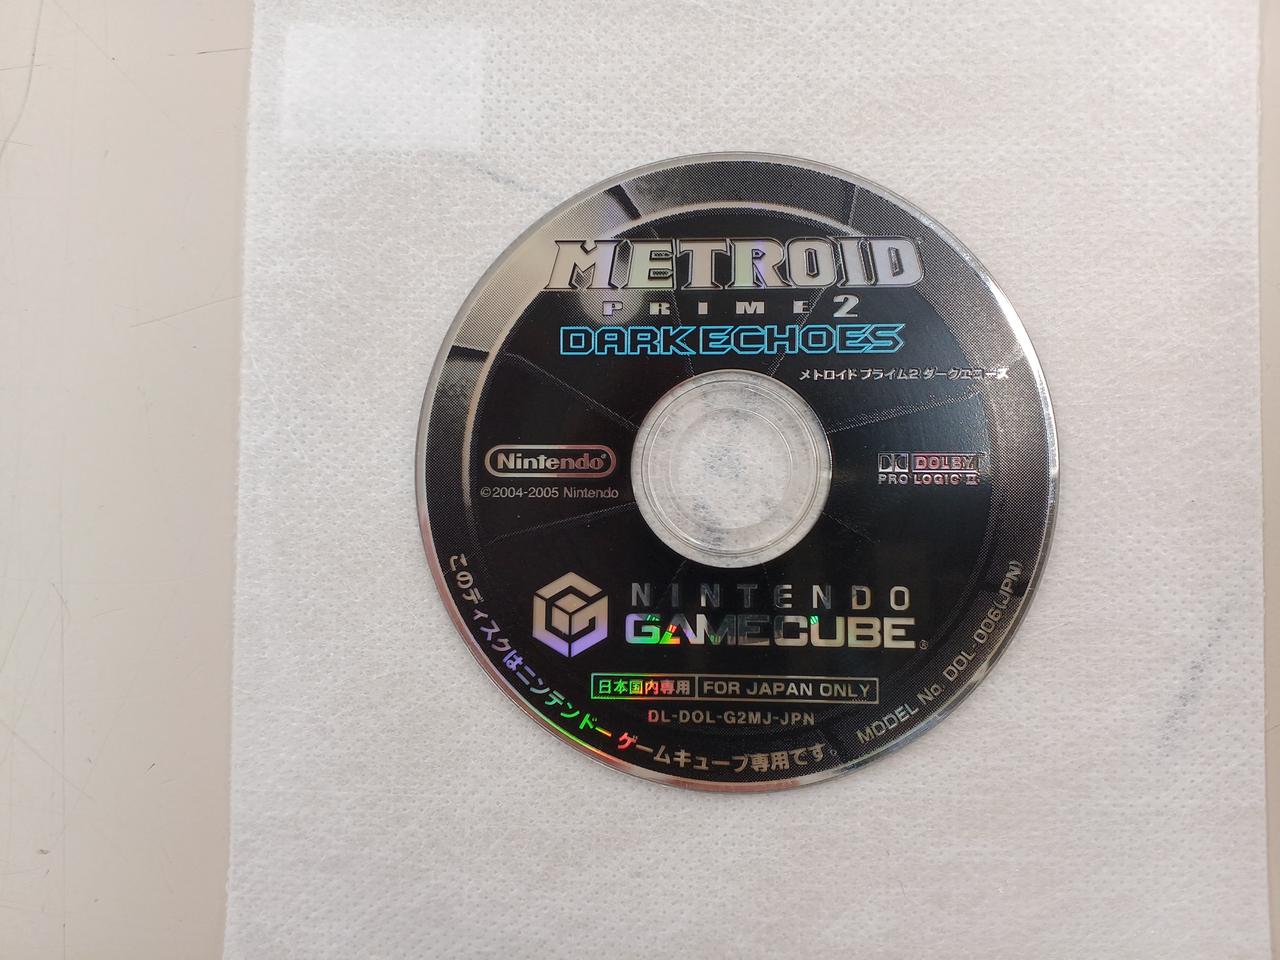 METROID
PRIME 2
DARK ECHOES
メトロイド プライム2 ダークエコーズ
Nintendo®
©2004-2005 Nintendo
DOLBY
PRO LOGIC II
NINTENDO
GAMECUBE®
日本国内専用 FOR JAPAN ONLY
DL-DOL-G2MJ-JPN
このディスクはニンテンドーゲームキューブ専用です。
MODEL No. DOL-006(JPN)